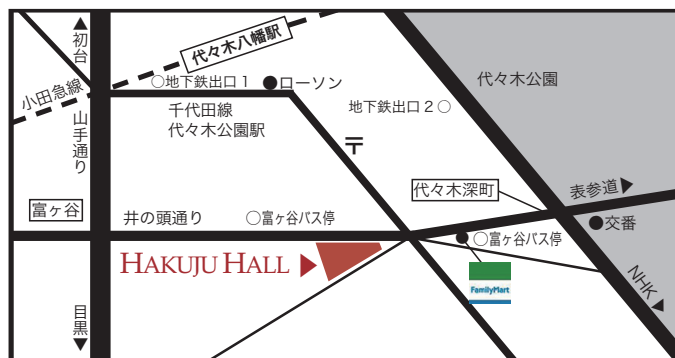 ▲初台
代々木八幡駅
小田急線
○地下鉄出口1
●ローソン
代々木公園
地下鉄出口2○
千代田線
代々木公園駅
山手通り
〒
代々木深町
表参道▶
富ヶ谷
井の頭通り
○富ヶ谷バス停
●交番
○富ヶ谷バス停
HAKUJU HALL ▶
FamilyMart
NHK▶
目黒▼